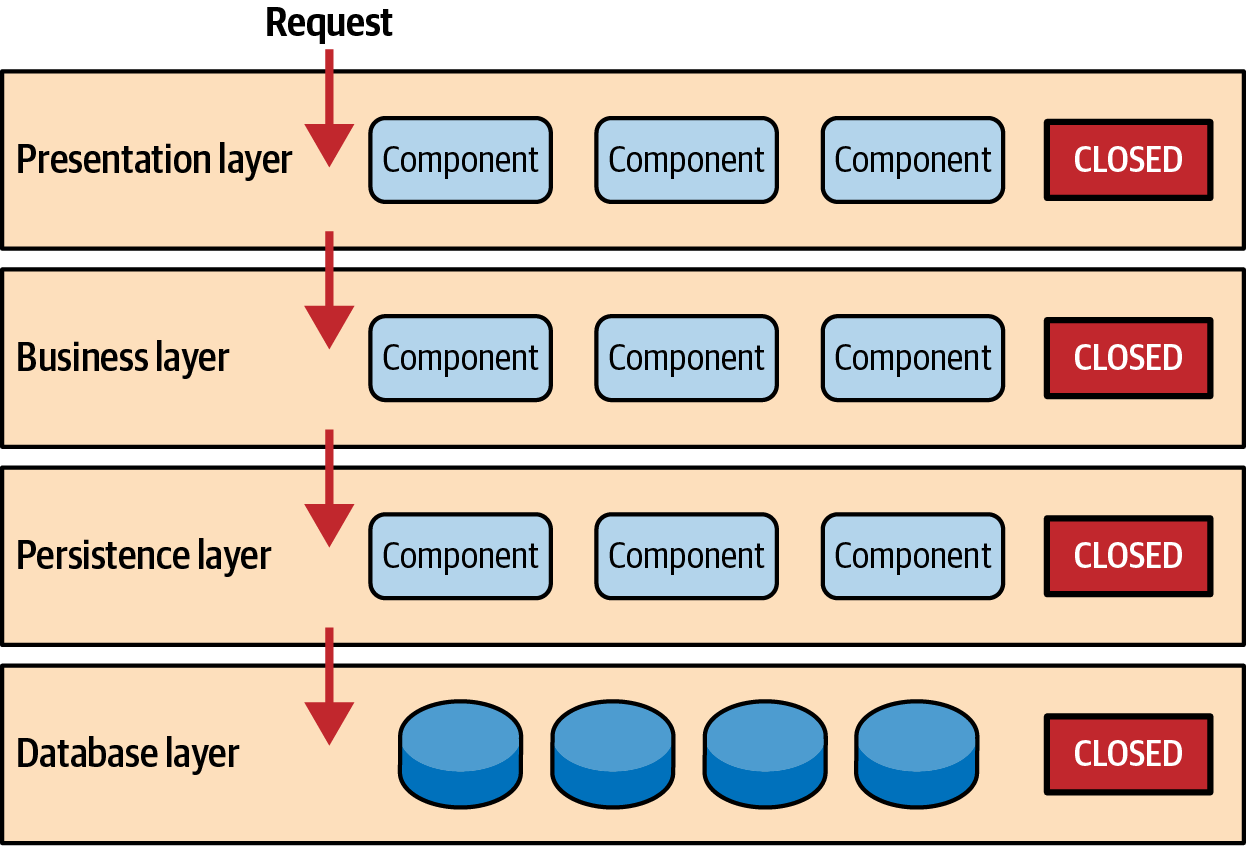 Request
Presentation layer Component Component Component CLOSED
Business layer Component Component Component CLOSED
Persistence layer Component Component Component CLOSED
Database layer CLOSED